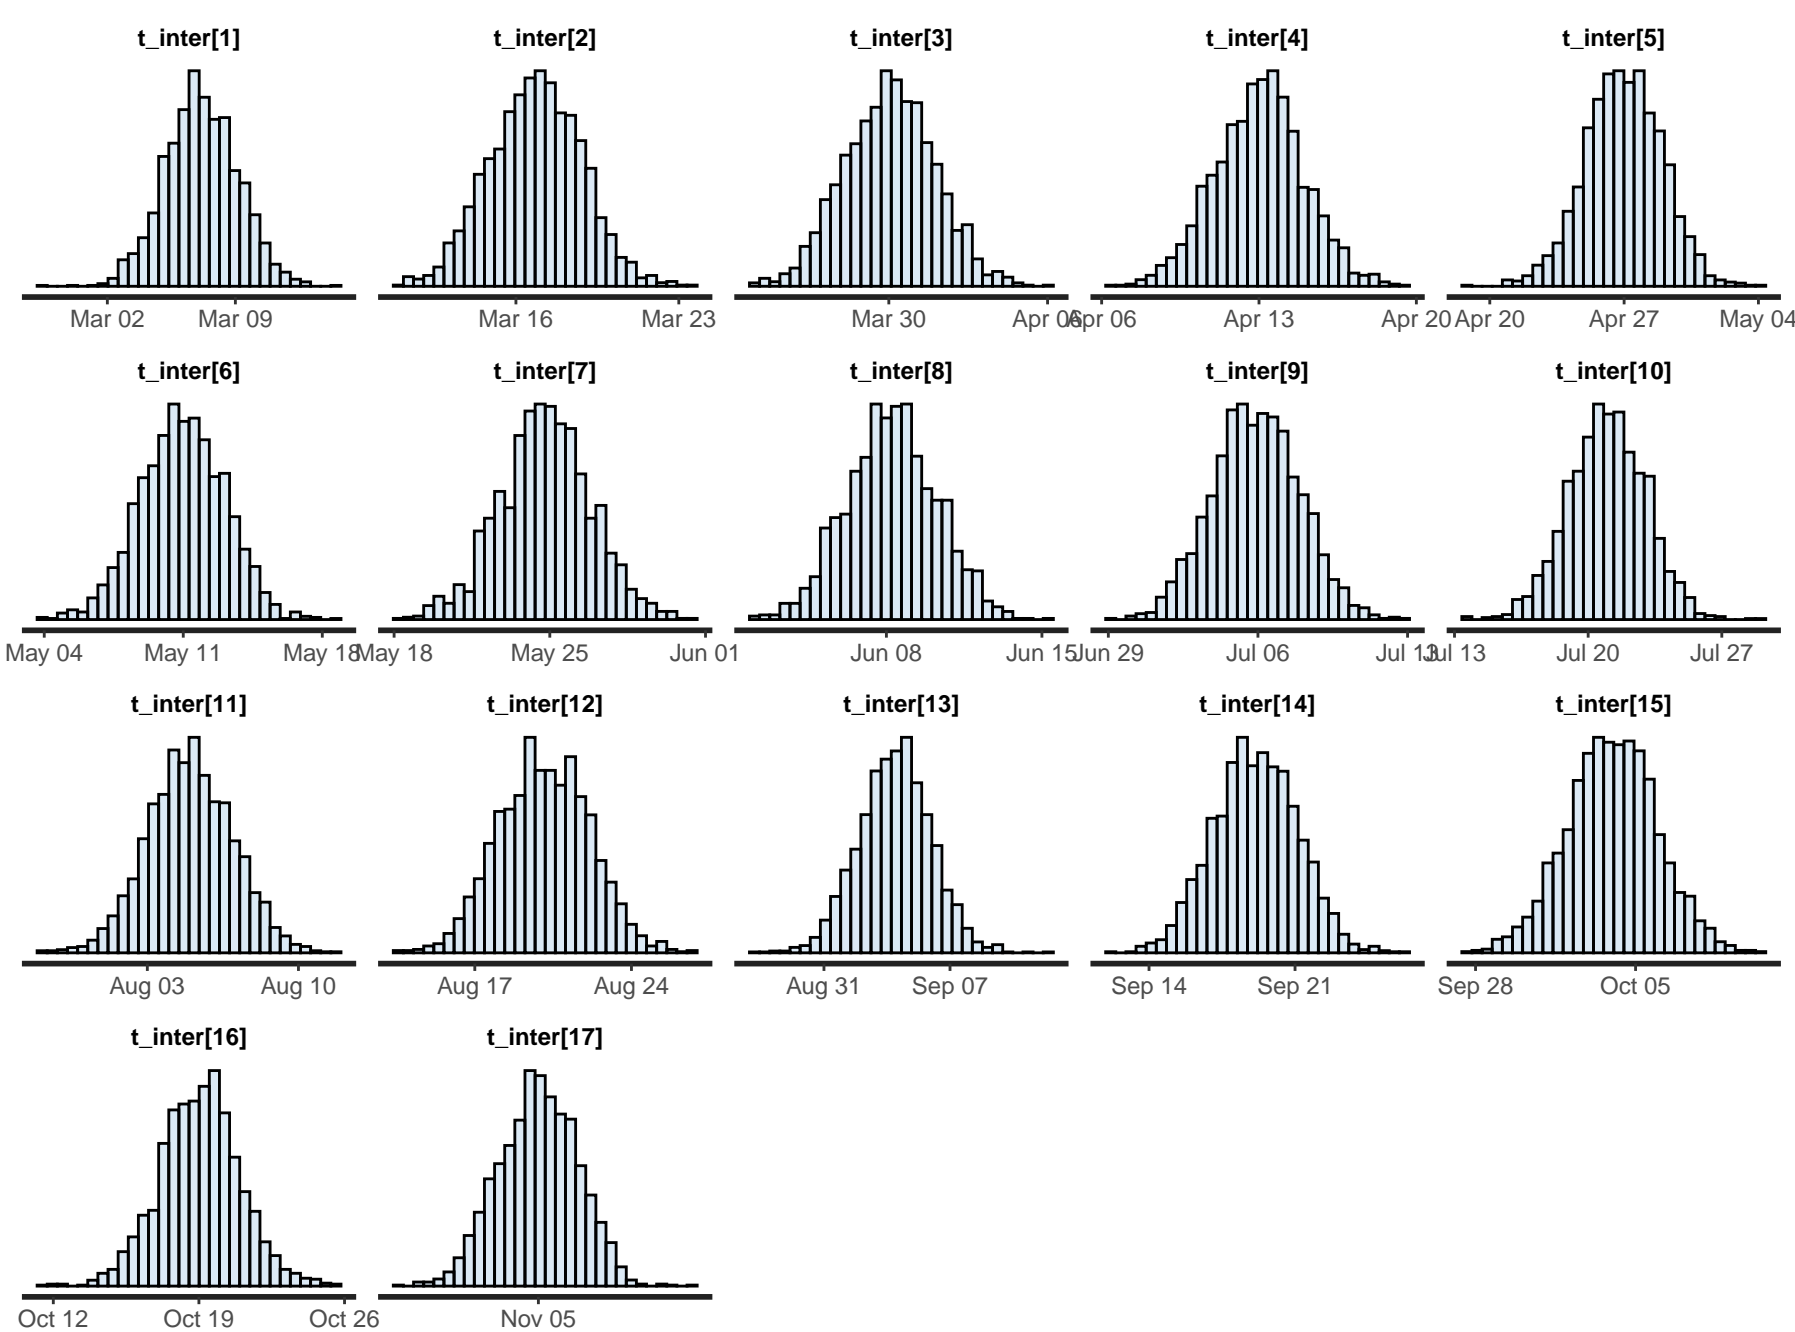 t_inter[1] t_inter[2] t_inter[3] t_inter[4] t_inter[5]
Mar 02 Mar 09 Mar 16 Mar 23 Mar 30 Apr 06 Apr 06 Apr 13 Apr 20 Apr 20 Apr 27 May 04
t_inter[6] t_inter[7] t_inter[8] t_inter[9] t_inter[10]
May 04 May 11 May 18 May 18 May 25 Jun 01 Jun 08 Jun 15 Jun 29 Jul 06 Jul 13 Jul 13 Jul 20 Jul 27
t_inter[11] t_inter[12] t_inter[13] t_inter[14] t_inter[15]
Aug 03 Aug 10 Aug 17 Aug 24 Aug 31 Sep 07 Sep 14 Sep 21 Sep 28 Oct 05
t_inter[16] t_inter[17]
Oct 12 Oct 19 Oct 26 Nov 05